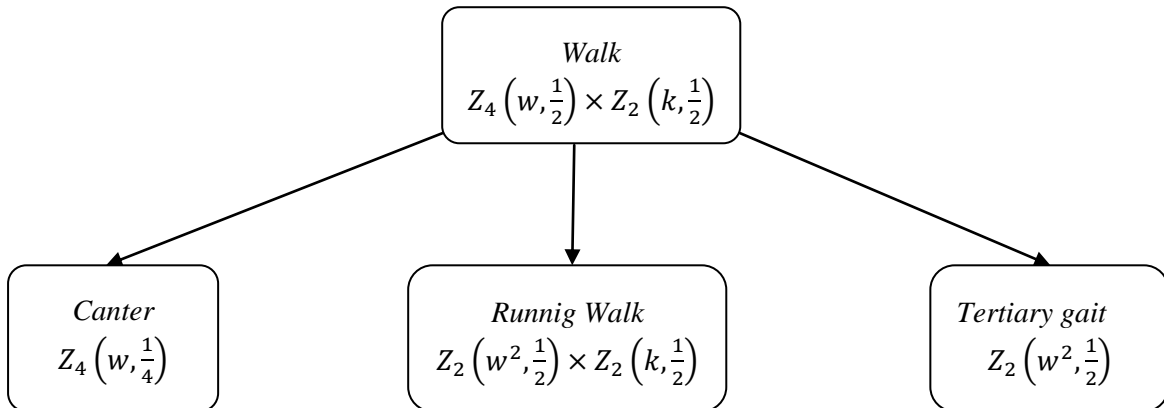 Walk
Z₄(w, 1/2) × Z₂(k, 1/2)
Canter
Z₄(w, 1/4)
Runnig Walk
Z₂(w², 1/2) × Z₂(k, 1/2)
Tertiary gait
Z₂(w², 1/2)